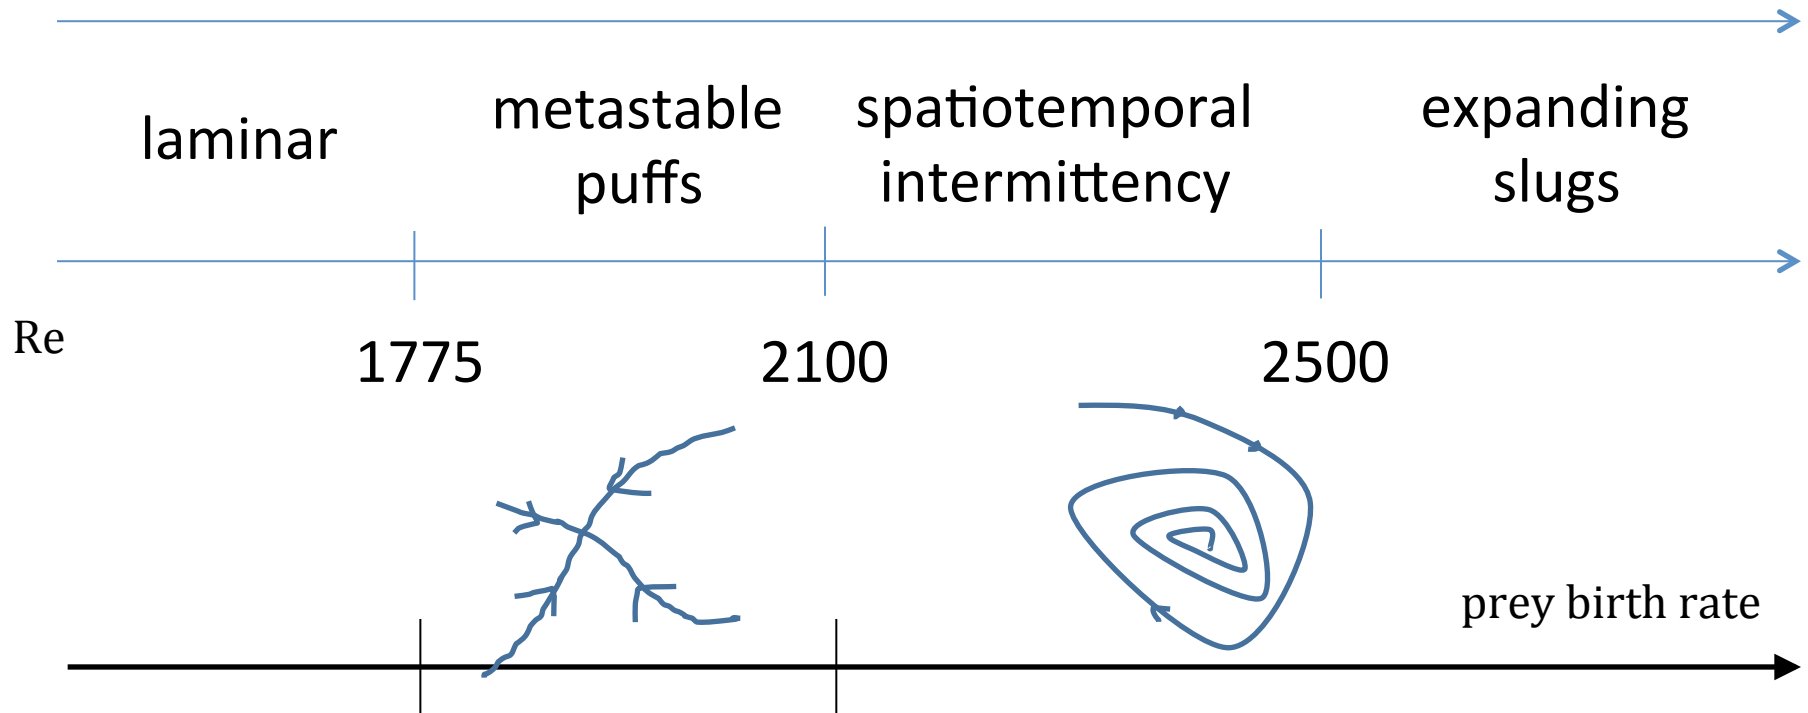 laminar
metastable
puffs
spatiotemporal
intermittency
expanding
slugs
Re
1775
2100
2500
prey birth rate